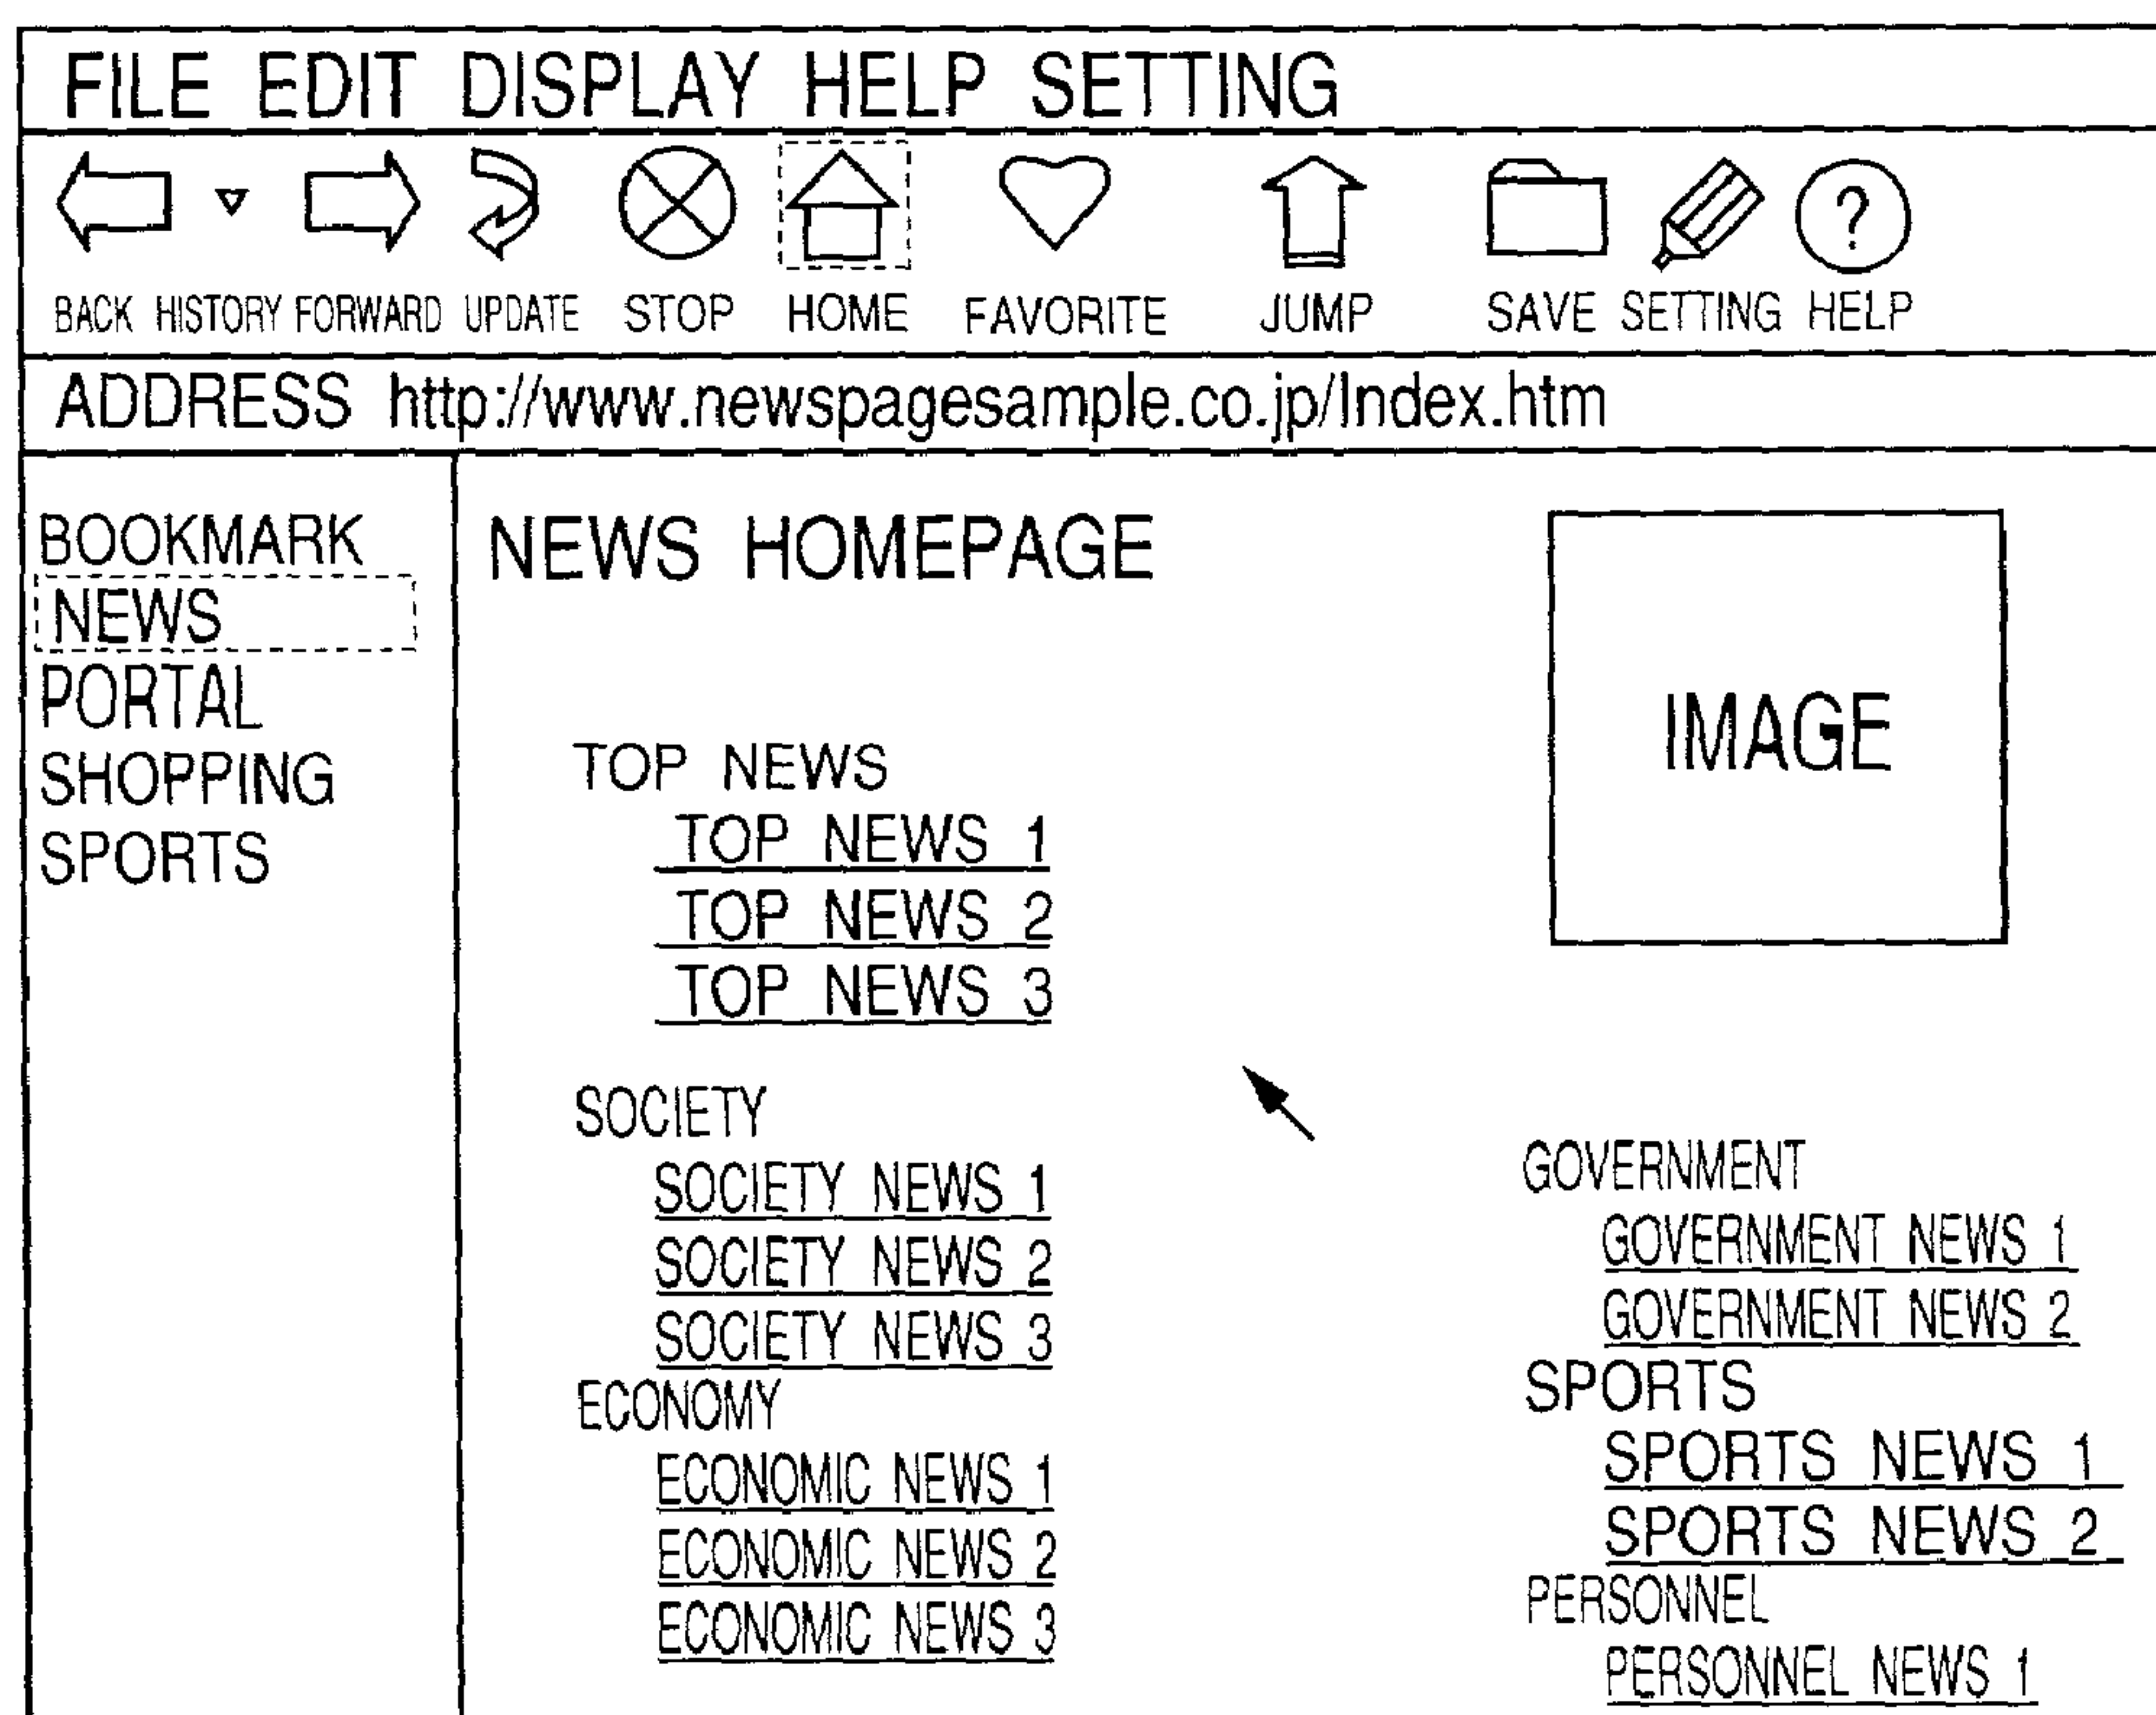 FILE EDIT DISPLAY HELP SETTING
?
BACK HISTORY FORWARD UPDATE STOP HOME FAVORITE JUMP SAVE SETTING HELP
ADDRESS http://www.newspagesample.co.jp/Index.htm
BOOKMARK
NEWS
PORTAL
SHOPPING
SPORTS
NEWS HOMEPAGE
IMAGE
TOP NEWS
TOP NEWS 1
TOP NEWS 2
TOP NEWS 3
SOCIETY
SOCIETY NEWS 1
SOCIETY NEWS 2
SOCIETY NEWS 3
ECONOMY
ECONOMIC NEWS 1
ECONOMIC NEWS 2
ECONOMIC NEWS 3
GOVERNMENT
GOVERNMENT NEWS 1
GOVERNMENT NEWS 2
SPORTS
SPORTS NEWS 1
SPORTS NEWS 2
PERSONNEL
PERSONNEL NEWS 1